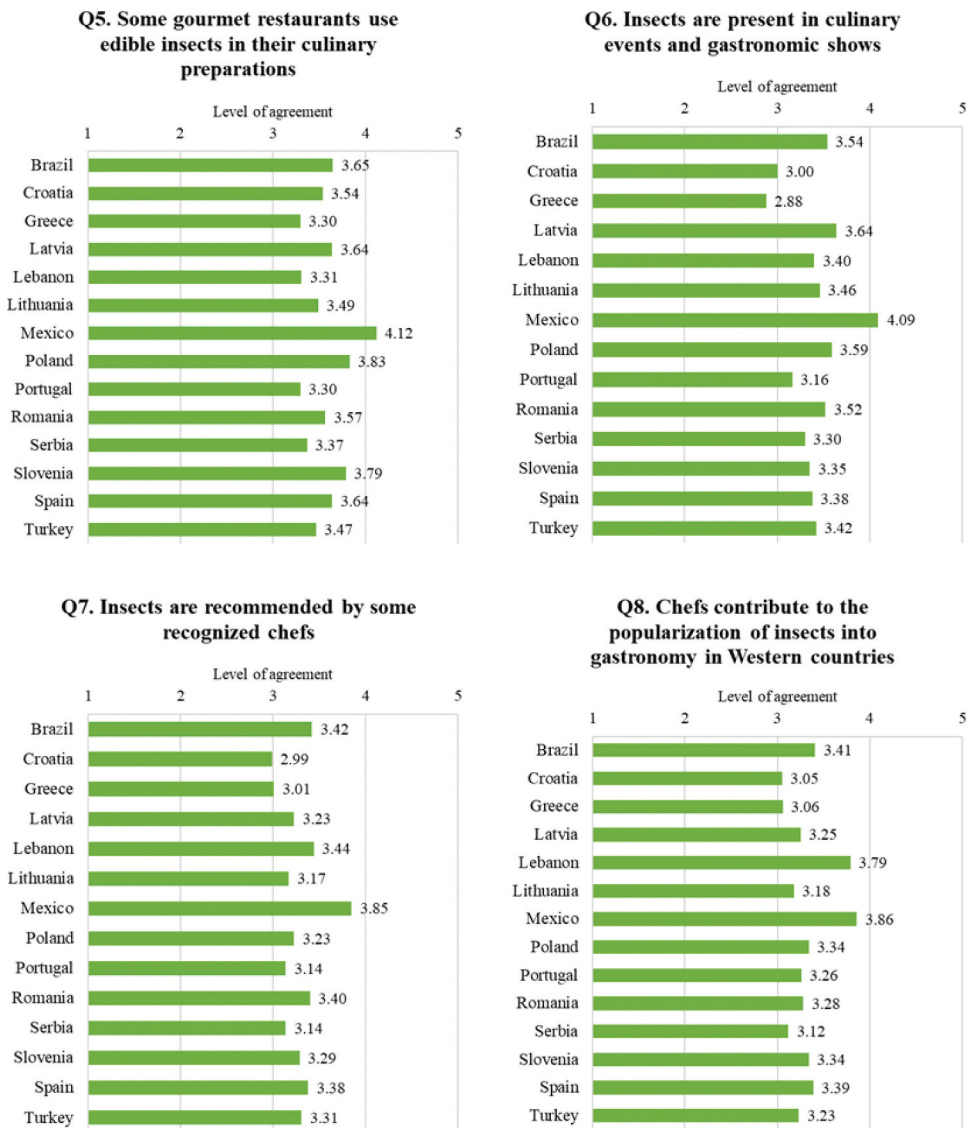 Q5. Some gourmet restaurants use
edible insects in their culinary
preparations
Level of agreement
1 2 3 4 5
Brazil 3.65
Croatia 3.54
Greece 3.30
Latvia 3.64
Lebanon 3.31
Lithuania 3.49
Mexico 4.12
Poland 3.83
Portugal 3.30
Romania 3.57
Serbia 3.37
Slovenia 3.79
Spain 3.64
Turkey 3.47
Q6. Insects are present in culinary
events and gastronomic shows
Level of agreement
1 2 3 4 5
Brazil 3.54
Croatia 3.00
Greece 2.88
Latvia 3.64
Lebanon 3.40
Lithuania 3.46
Mexico 4.09
Poland 3.59
Portugal 3.16
Romania 3.52
Serbia 3.30
Slovenia 3.35
Spain 3.38
Turkey 3.42
Q7. Insects are recommended by some
recognized chefs
Level of agreement
1 2 3 4 5
Brazil 3.42
Croatia 2.99
Greece 3.01
Latvia 3.23
Lebanon 3.44
Lithuania 3.17
Mexico 3.85
Poland 3.23
Portugal 3.14
Romania 3.40
Serbia 3.14
Slovenia 3.29
Spain 3.38
Turkey 3.31
Q8. Chefs contribute to the
popularization of insects into
gastronomy in Western countries
Level of agreement
1 2 3 4 5
Brazil 3.41
Croatia 3.05
Greece 3.06
Latvia 3.25
Lebanon 3.79
Lithuania 3.18
Mexico 3.86
Poland 3.34
Portugal 3.26
Romania 3.28
Serbia 3.12
Slovenia 3.34
Spain 3.39
Turkey 3.23